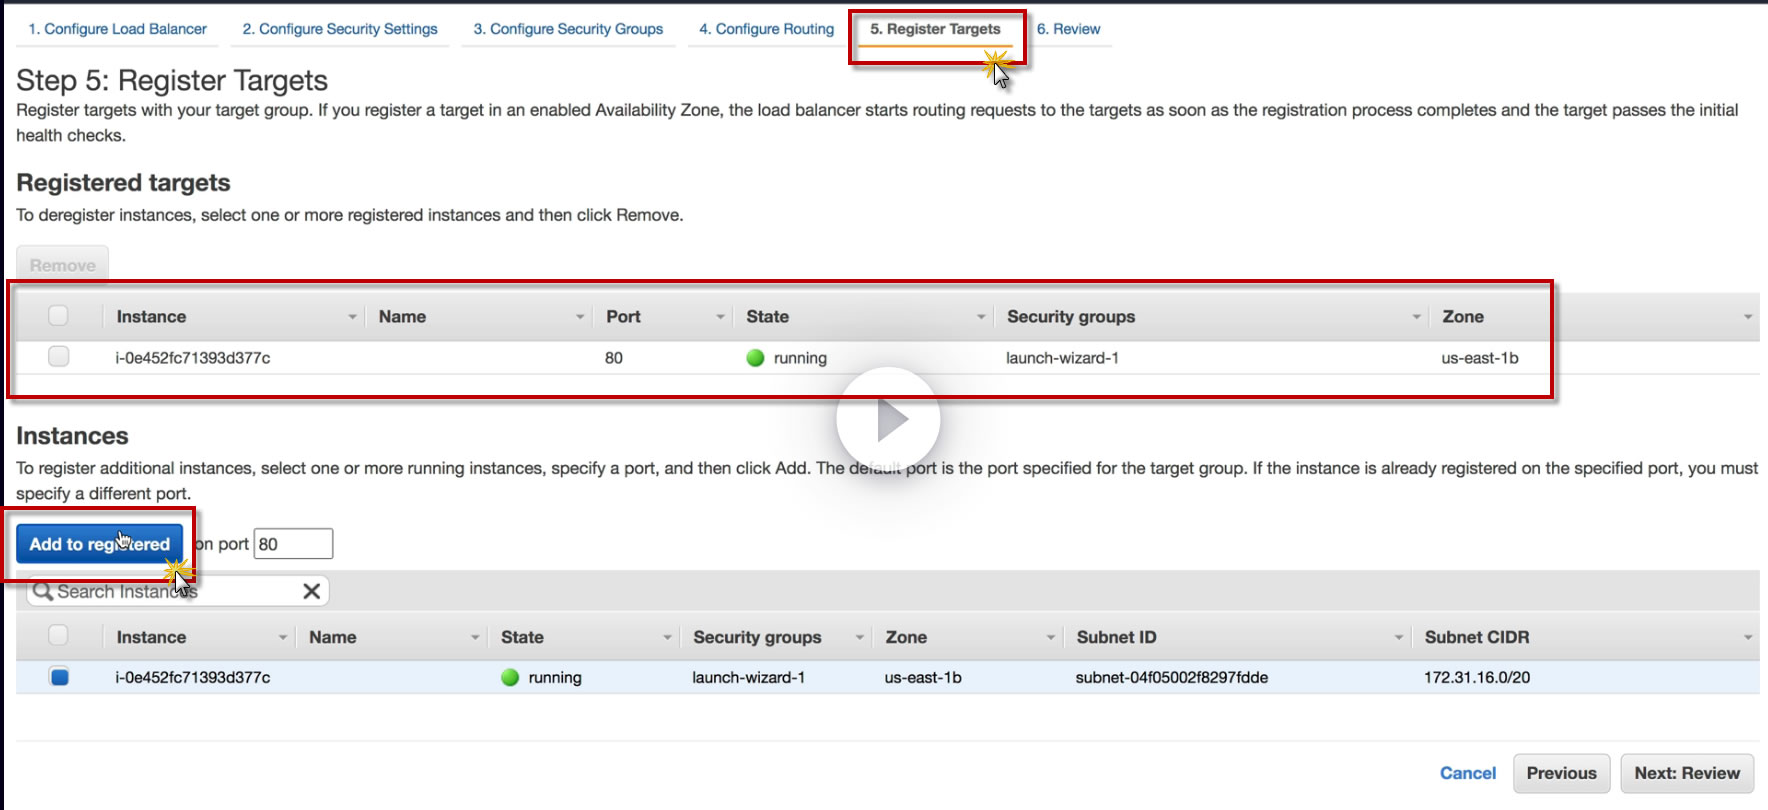 1. Configure Load Balancer 2. Configure Security Settings 3. Configure Security Groups 4. Configure Routing 5. Register Targets 6. Review
Step 5: Register Targets
Register targets with your target group. If you register a target in an enabled Availability Zone, the load balancer starts routing requests to the targets as soon as the registration process completes and the target passes the initial
health checks.
Registered targets
To deregister instances, select one or more registered instances and then click Remove.
Remove
Instance Name Port State Security groups Zone
i-0e452fc71393d377c 80 running launch-wizard-1 us-east-1b
Instances
To register additional instances, select one or more running instances, specify a port, and then click Add. The default port is the port specified for the target group. If the instance is already registered on the specified port, you must
specify a different port.
Add to registered on port 80
Search Instances
Instance Name State Security groups Zone Subnet ID Subnet CIDR
i-0e452fc71393d377c running launch-wizard-1 us-east-1b subnet-04f05002f8297fdde 172.31.16.0/20
Cancel Previous Next: Review